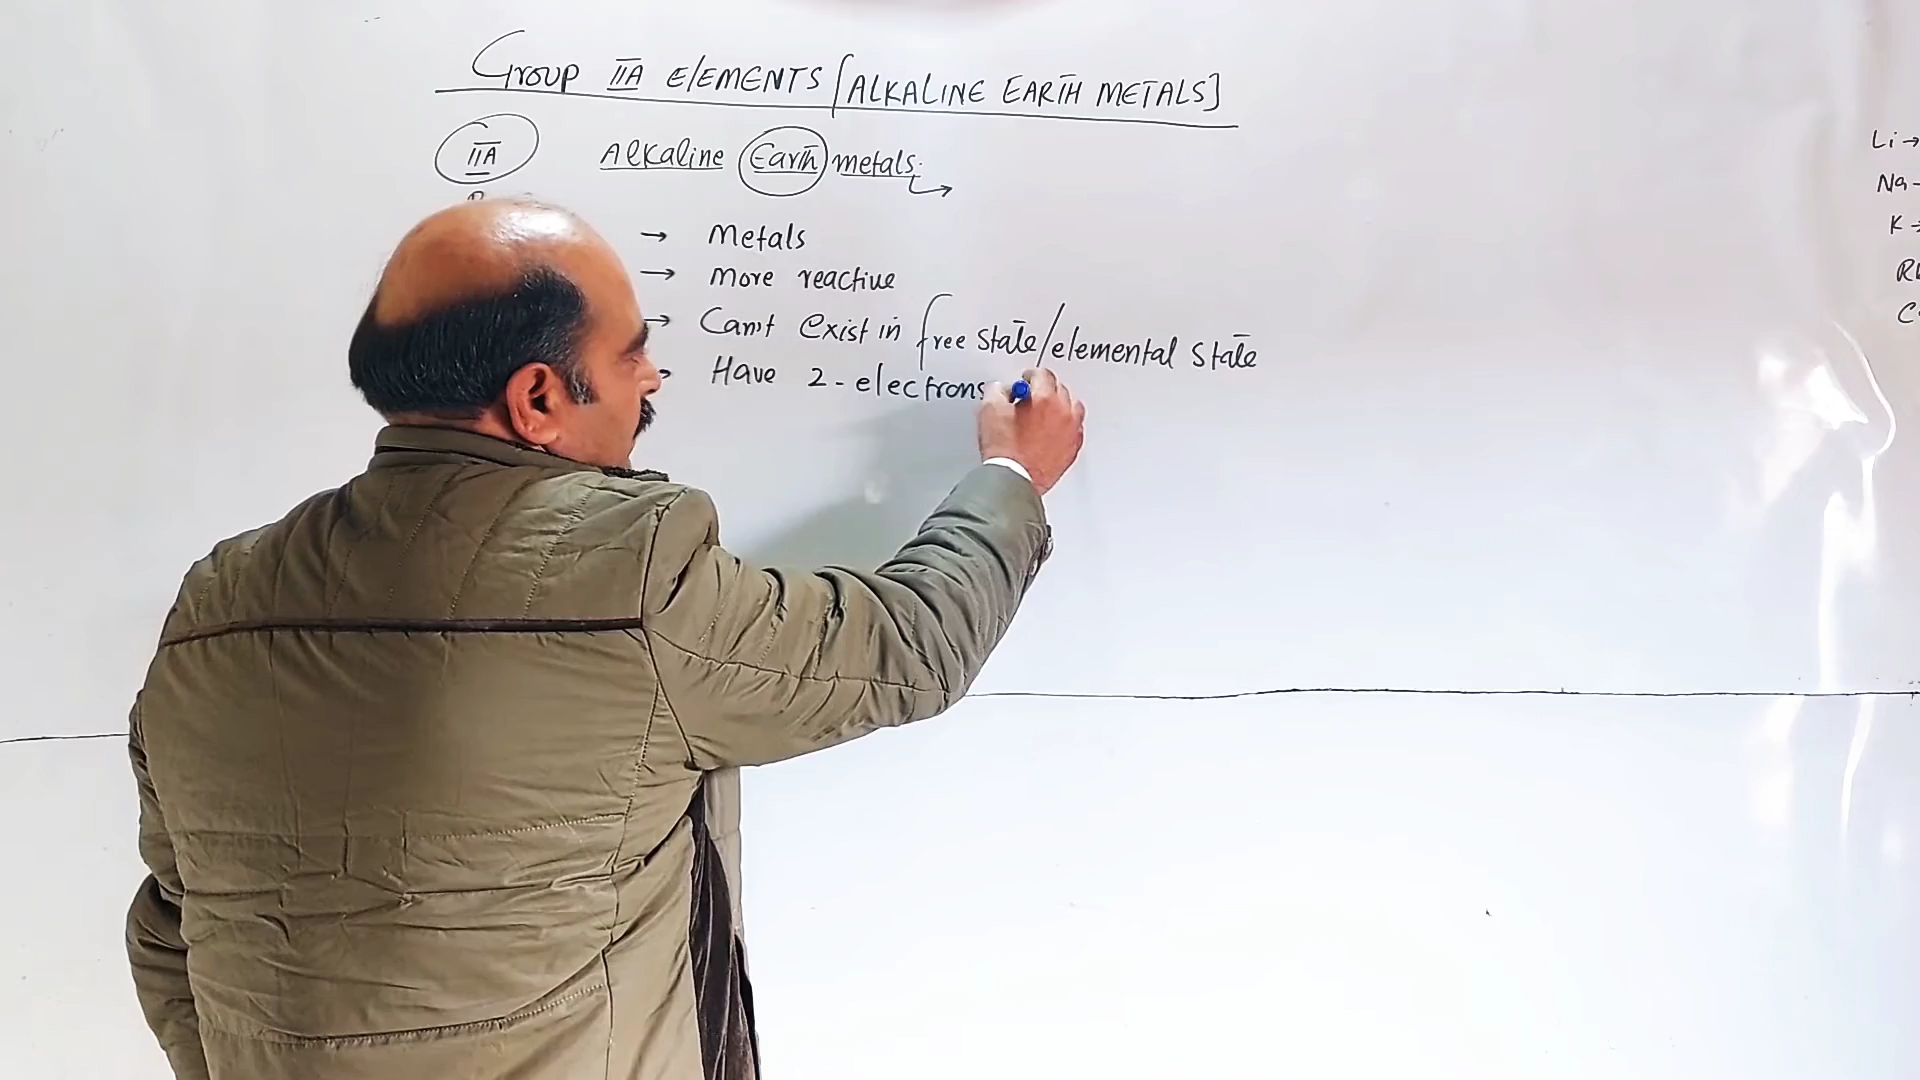 Group IIA ElEMENTS [ALKALINE EARTH METALS]
IIA
Alkaline Earth metals.
→ Metals
→ More reactive
→ Can't Exist in free state/elemental state
Have 2-electrons
Li →
Na -
K →